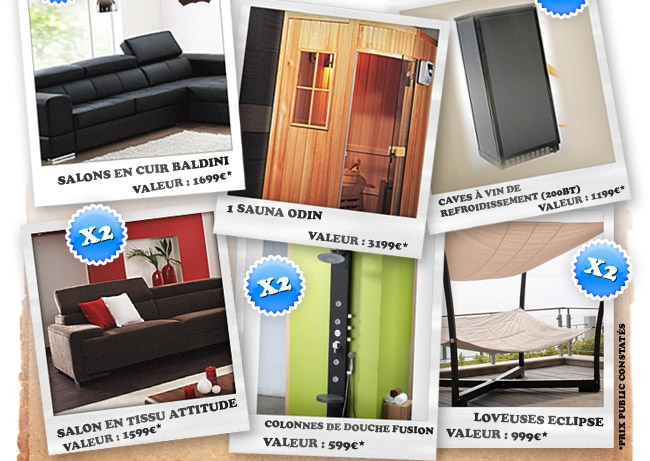 SALONS EN CUIR BALDINI
VALEUR : 1699€*
1 SAUNA ODIN
VALEUR : 3199€*
CAVES À VIN DE
REFROIDISSEMENT (200BT)
VALEUR : 1199€*
X2
SALON EN TISSU ATTITUDE
VALEUR : 1599€*
X2
COLONNES DE DOUCHE FUSION
VALEUR : 599€*
X2
LOVEUSES ECLIPSE
VALEUR : 999€*
*PRIX PUBLIC CONSTATÉS